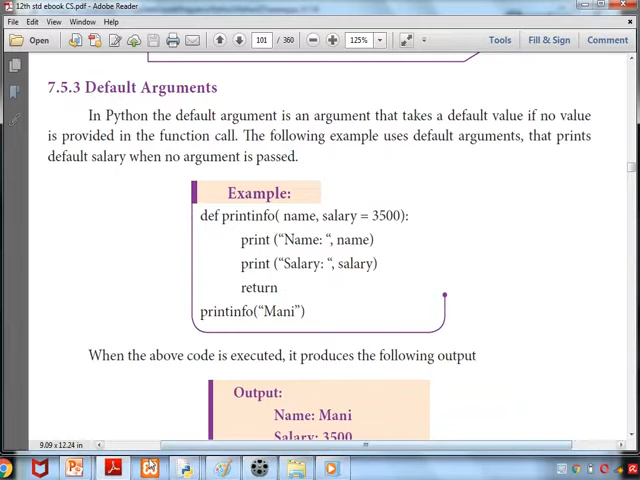 12th std ebook CS.pdf - Adobe Reader
File Edit View Window Help
Open 101 / 360 125% Tools Fill & Sign Comment
7.5.3 Default Arguments
In Python the default argument is an argument that takes a default value if no value
is provided in the function call. The following example uses default arguments, that prints
default salary when no argument is passed.
Example:
def printinfo( name, salary = 3500):
print (“Name: “, name)
print (“Salary: “, salary)
return
printinfo(“Mani”)
When the above code is executed, it produces the following output
Output:
Name: Mani
Salary: 3500
9.09 x 12.24 in